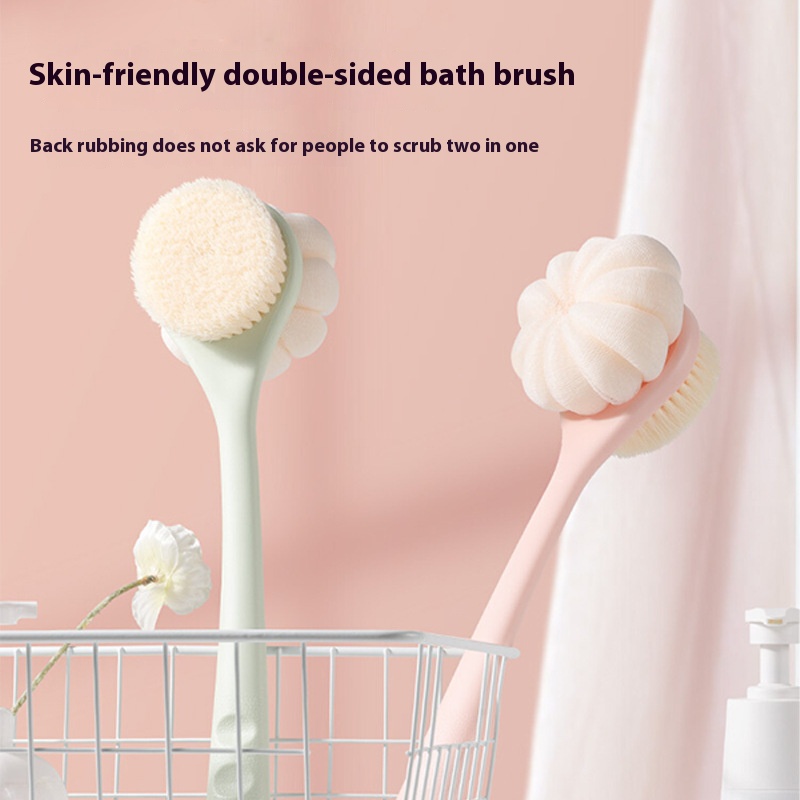 Skin-friendly double-sided bath brush
Back rubbing does not ask for people to scrub two in one